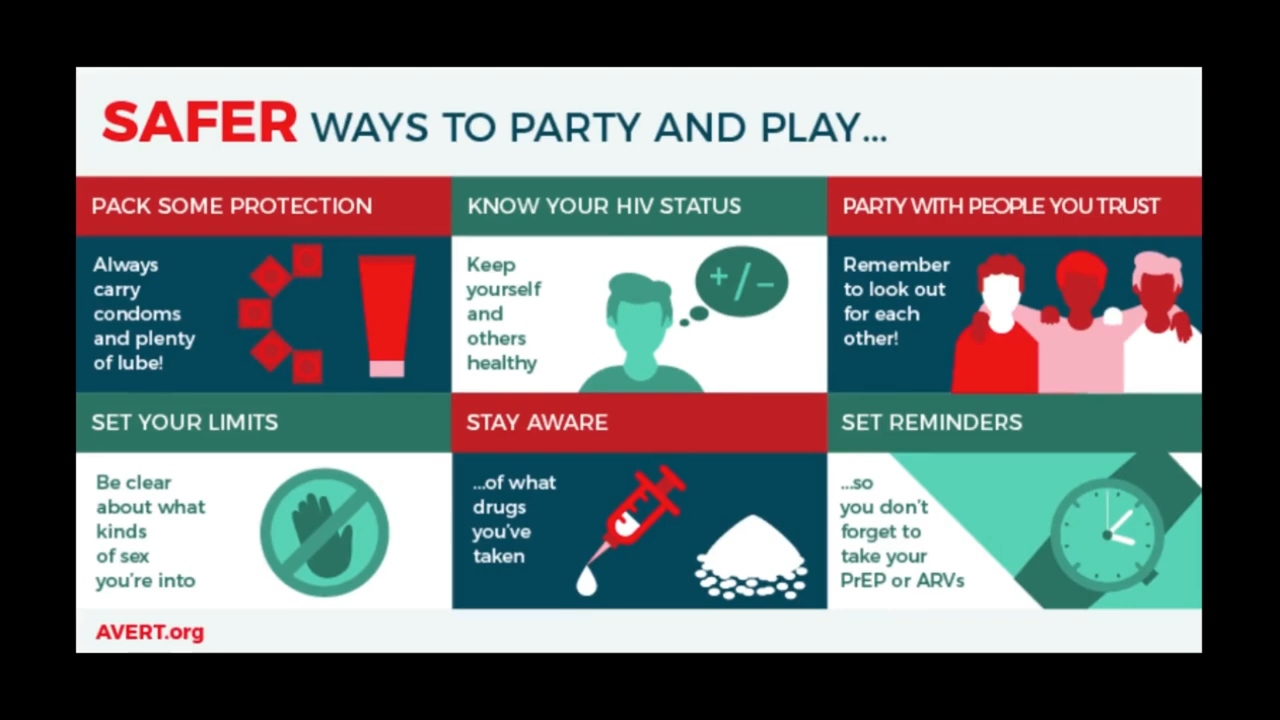 SAFER WAYS TO PARTY AND PLAY...
PACK SOME PROTECTION
Always
carry
condoms
and plenty
of lube!
KNOW YOUR HIV STATUS
Keep
yourself
and
others
healthy
+/-
PARTY WITH PEOPLE YOU TRUST
Remember
to look out
for each
other!
SET YOUR LIMITS
Be clear
about what
kinds
of sex
you're into
STAY AWARE
...of what
drugs
you've
taken
SET REMINDERS
...so
you don't
forget to
take your
PrEP or ARVs
AVERT.org